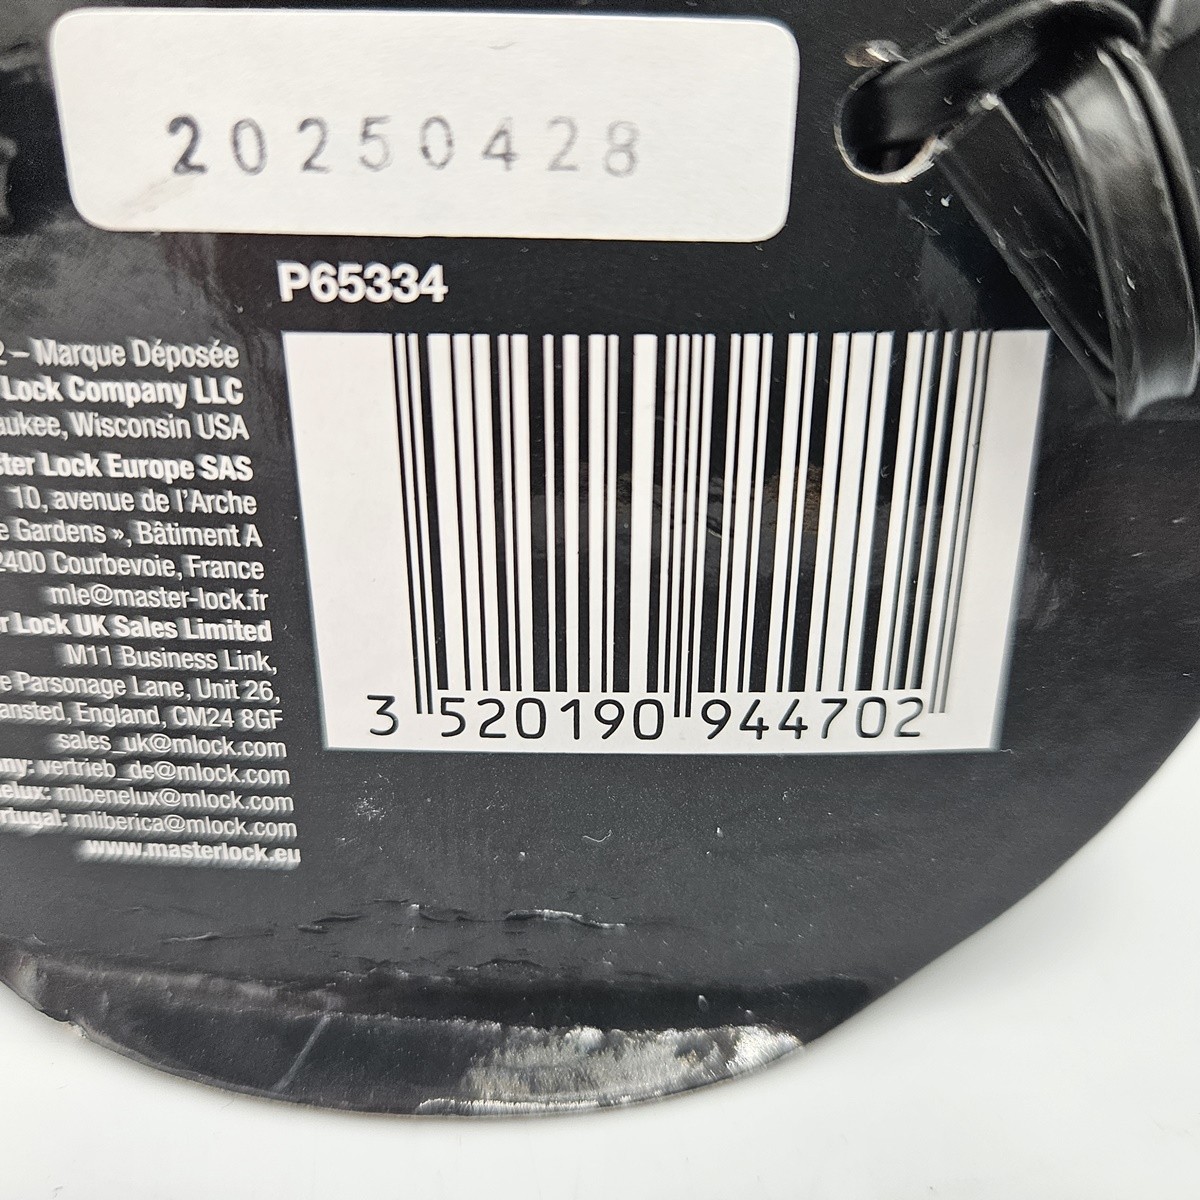 20250428
P65334
2 – Marque Déposée
Lock Company LLC
aukee, Wisconsin USA
ster Lock Europe SAS
10, avenue de l'Arche
e Gardens », Bâtiment A
2400 Courbevoie, France
mle@master-lock.fr
r Lock UK Sales Limited
M11 Business Link,
e Parsonage Lane, Unit 26,
ansted, England, CM24 8GF
sales_uk@mlock.com
any: vertrieb_de@mlock.com
elux: mlbenelux@mlock.com
rtugal: mliberica@mlock.com
www.masterlock.eu
3 520190 944702